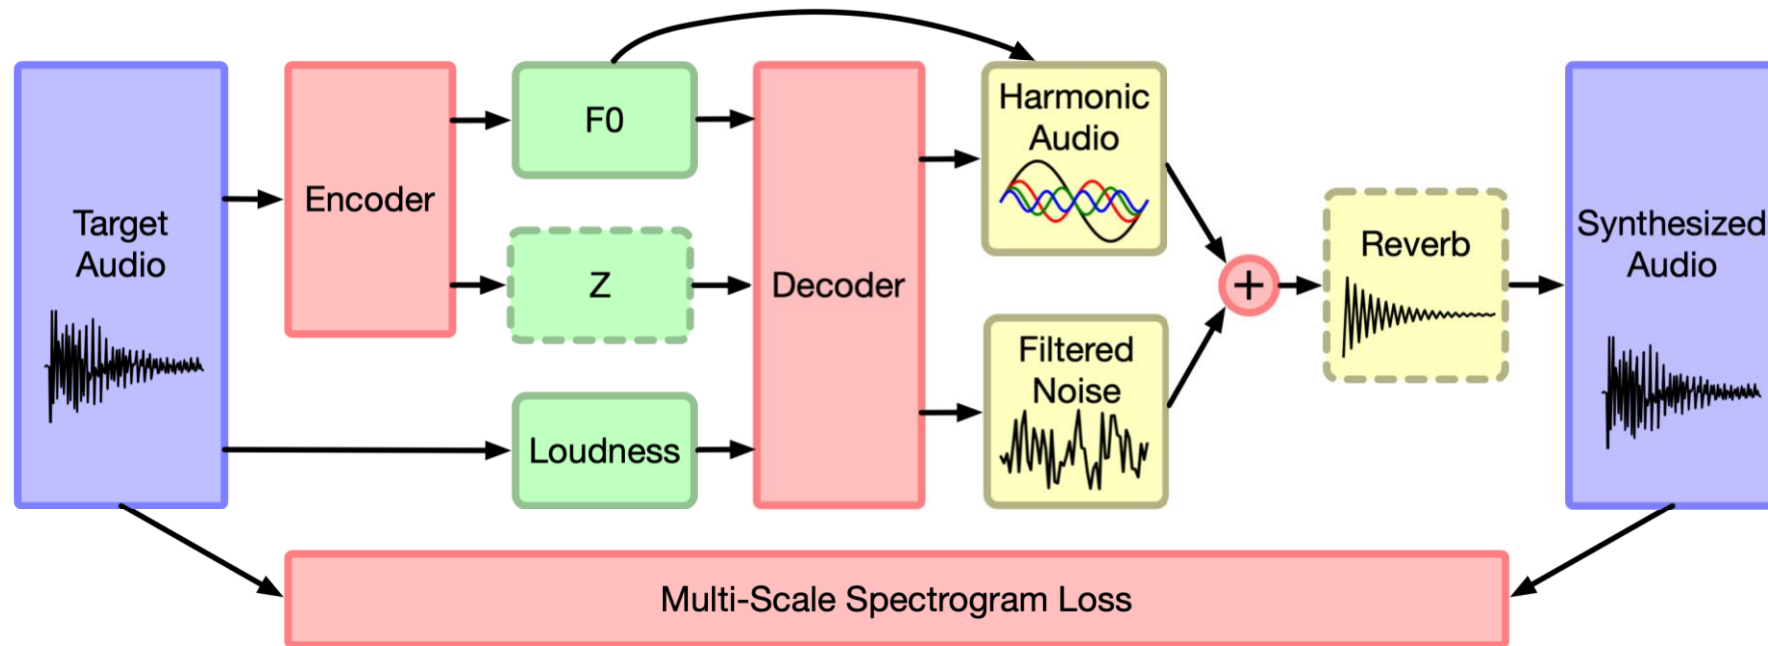 Target
Audio
Encoder
F0
Z
Loudness
Decoder
Harmonic
Audio
Filtered
Noise
+
Reverb
Synthesized
Audio
Multi-Scale Spectrogram Loss